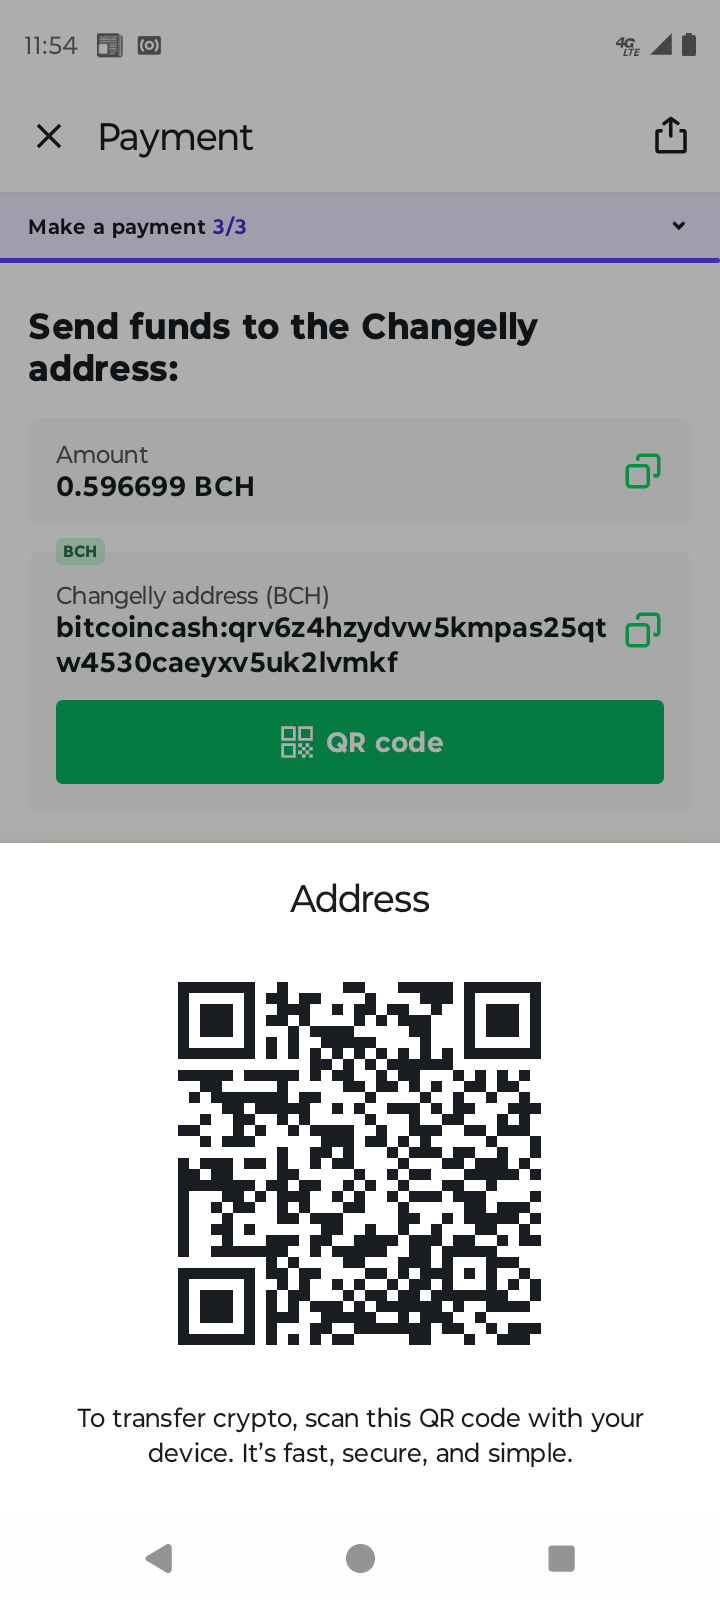 11:54
4G
LTE
Payment
Make a payment 3/3
Send funds to the Changelly
address:
Amount
0.596699 BCH
BCH
Changelly address (BCH)
bitcoincash:qrv6z4hzydvw5kmpas25qt
w4530caeyxv5uk2lvmkf
QR code
Address
To transfer crypto, scan this QR code with your
device. It’s fast, secure, and simple.